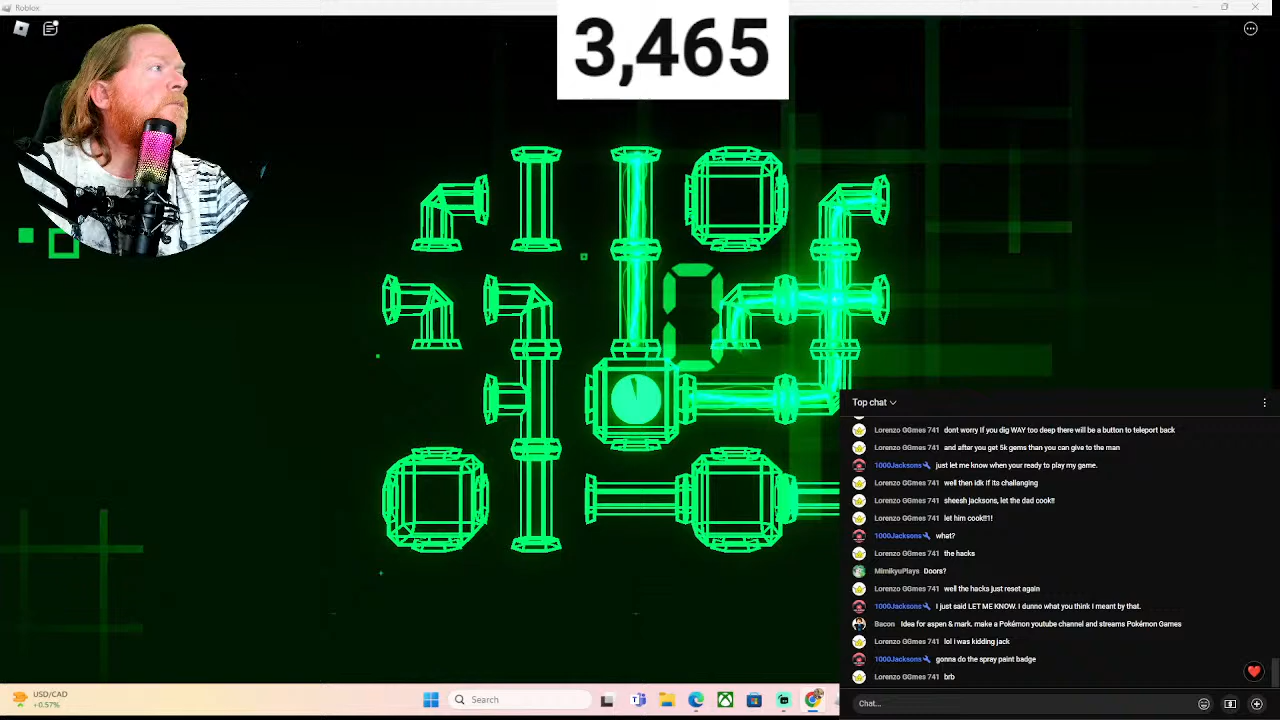 Roblox
3,465
0
Top chat
Lorenzo GGmes 741 dont worry If you dig WAY too deep there will be a button to teleport back
Lorenzo GGmes 741 and after you get 5k gems than you can give to the man
1000Jacksons just let me know when your ready to play my game.
Lorenzo GGmes 741 well then idk if its challenging
Lorenzo GGmes 741 sheesh jacksons, let the dad cook!!
Lorenzo GGmes 741 let him cook!!1!
1000Jacksons what?
Lorenzo GGmes 741 the hacks
MimikyuPlays Doors?
Lorenzo GGmes 741 well the hacks just reset again
1000Jacksons I just said LET ME KNOW. I dunno what you think I meant by that.
Bacon Idea for aspen & mark. make a Pokémon youtube channel and streams Pokémon Games
Lorenzo GGmes 741 lol i was kidding jack
1000Jacksons gonna do the spray paint badge
Lorenzo GGmes 741 brb
Chat...
USD/CAD
+0.57%
Search